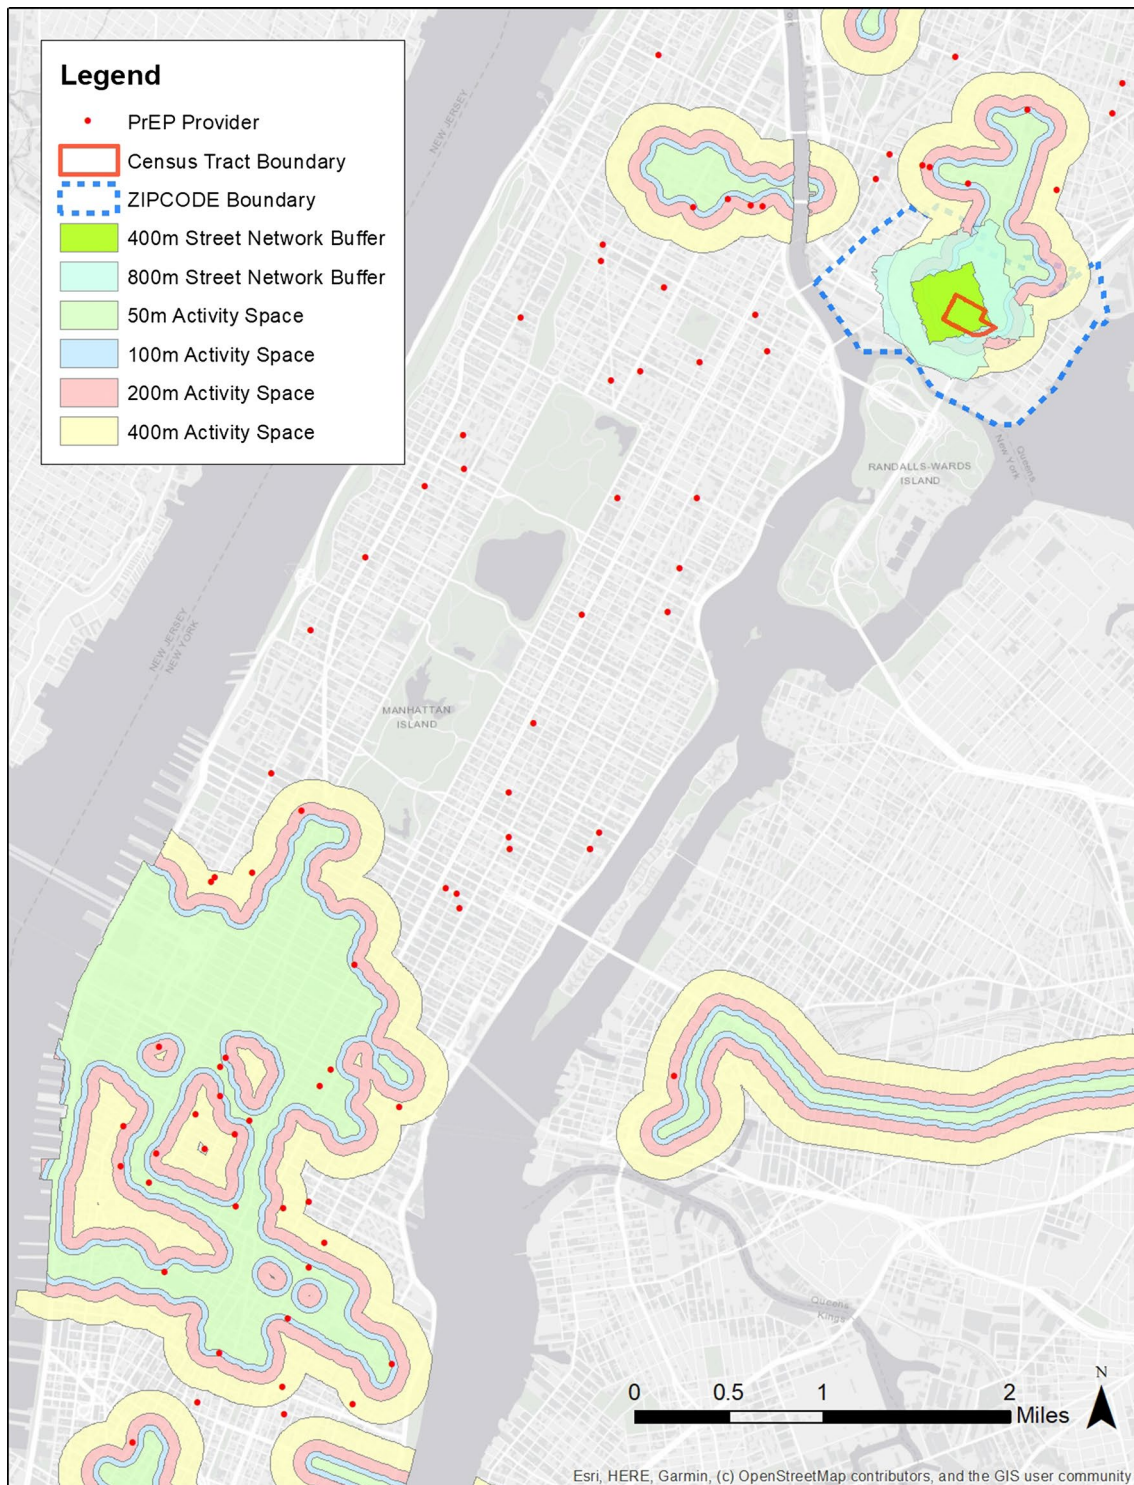 Legend
PrEP Provider
Census Tract Boundary
ZIPCODE Boundary
400m Street Network Buffer
800m Street Network Buffer
50m Activity Space
100m Activity Space
200m Activity Space
400m Activity Space
NEW JERSEY
York
RANDALLS-WARDS
ISLAND
Queens
New York
NEW JERSEY
NEW YORK
MANHATTAN
ISLAND
Queens
Kings
N
0 0.5 1 2
Miles
Esri, HERE, Garmin, (c) OpenStreetMap contributors, and the GIS user community